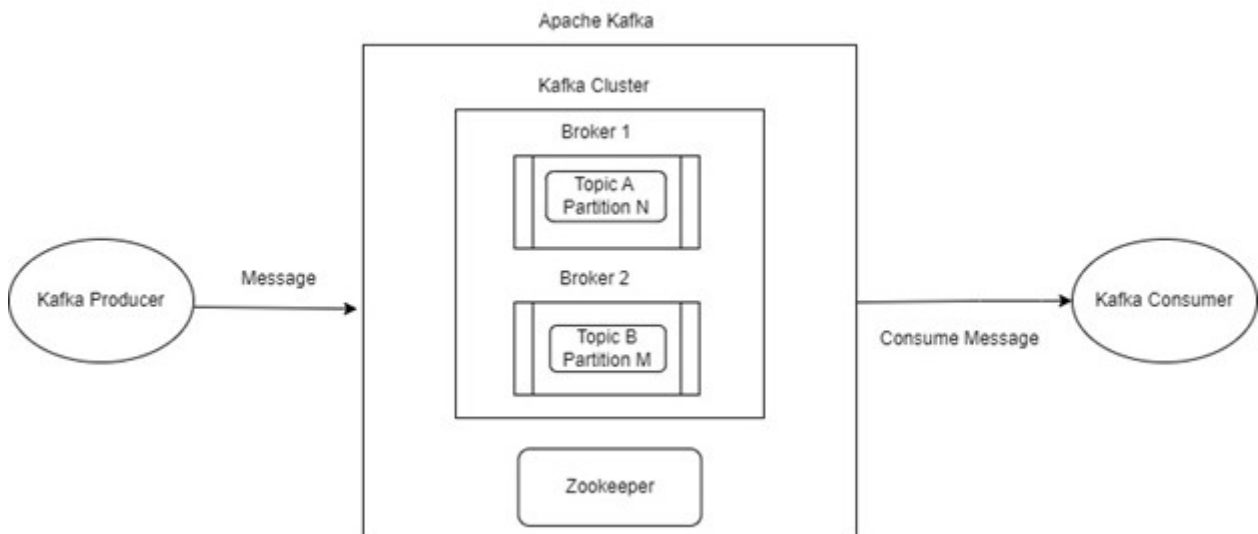 Apache Kafka
Kafka Cluster
Broker 1
Topic A
Partition N
Kafka Producer
Message
Broker 2
Topic B
Partition M
Consume Message
Kafka Consumer
Zookeeper